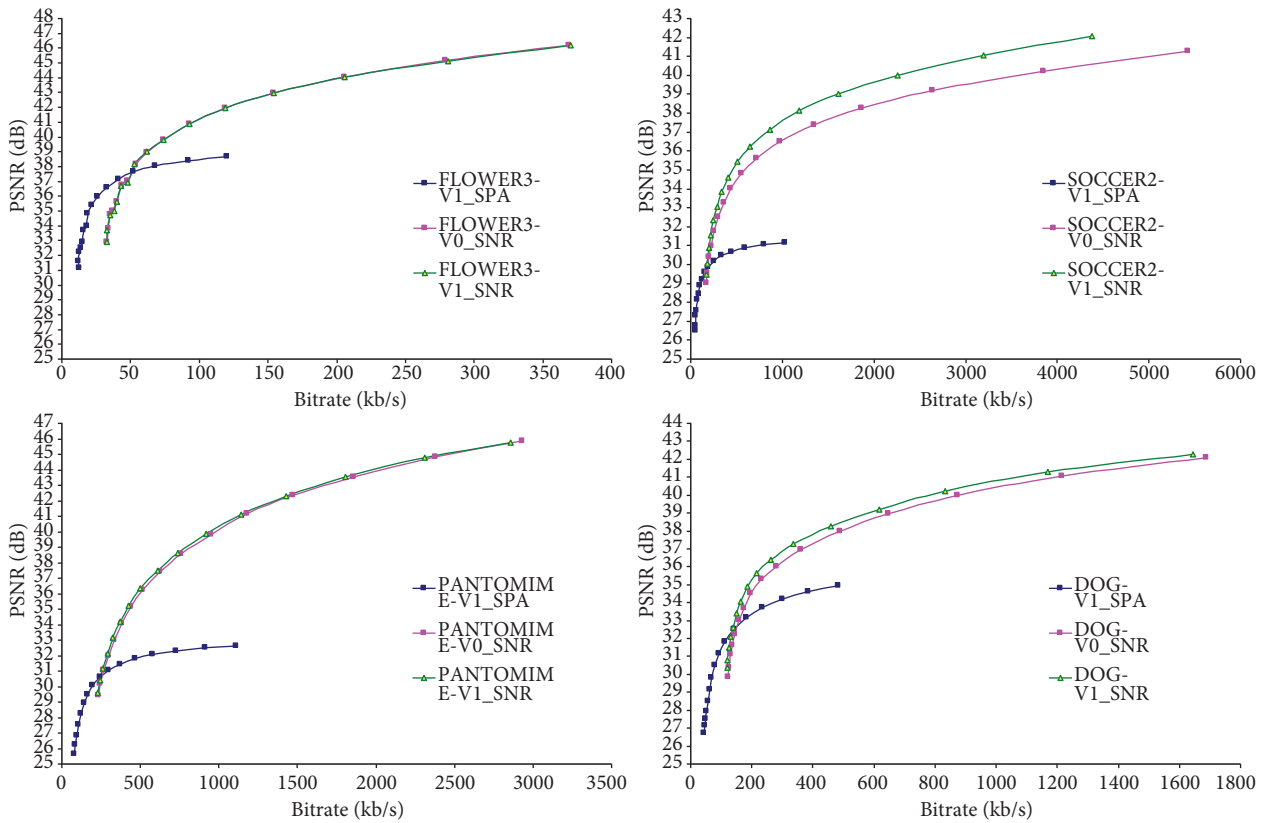 47
46
45
44
43
42
41
40
39
38
37
36
35
34
33
32
31
30
29
28
27
26
25
PSNR (dB)
0 50 100 150 200 250 300 350 400
Bitrate (kb/s)
FLOWER3-
V1_SPA
FLOWER3-
V0_SNR
FLOWER3-
V1_SNR
43
42
41
40
39
38
37
36
35
34
33
32
31
30
29
28
27
26
25
PSNR (dB)
0 1000 2000 3000 4000 5000 6000
Bitrate (kb/s)
SOCCER2-
V1_SPA
SOCCER2-
V0_SNR
SOCCER2-
V1_SNR
47
46
45
44
43
42
41
40
39
38
37
36
35
34
33
32
31
30
29
28
27
26
25
PSNR (dB)
0 500 1000 1500 2000 2500 3000 3500
Bitrate (kb/s)
PANTOMIM
E-V1_SPA
PANTOMIM
E-V0_SNR
PANTOMIM
E-V1_SNR
44
43
42
41
40
39
38
37
36
35
34
33
32
31
30
29
28
27
26
25
PSNR (dB)
0 200 400 600 800 1000 1200 1400 1600 1800
Bitrate (kb/s)
DOG-
V1_SPA
DOG-
V0_SNR
DOG-
V1_SNR